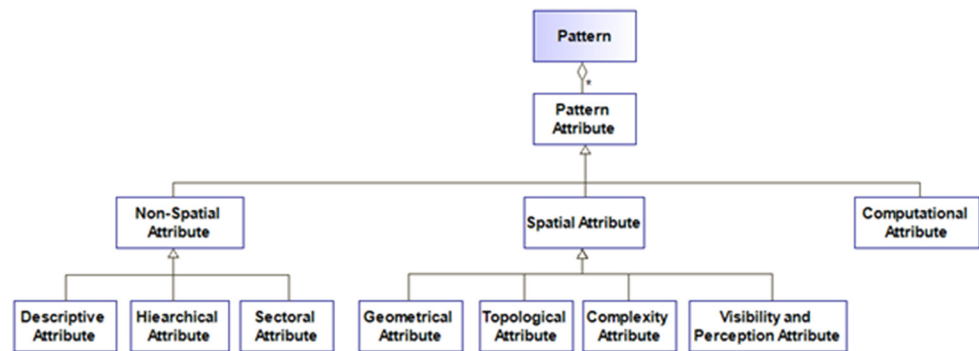 Pattern
*
Pattern
Attribute
Non-Spatial
Attribute
Spatial Attribute
Computational
Attribute
Descriptive
Attribute
Hiearchical
Attribute
Sectoral
Attribute
Geometrical
Attribute
Topological
Attribute
Complexity
Attribute
Visibility and
Perception Attribute